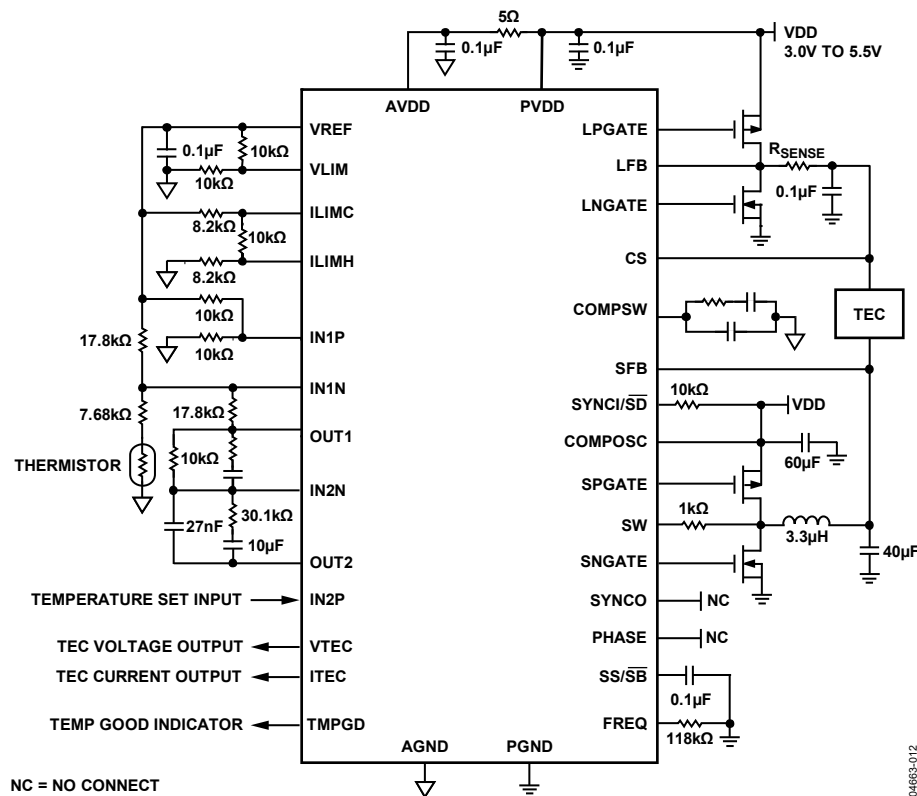 5Ω
VDD
3.0V TO 5.5V
0.1µF
0.1µF
AVDD
PVDD
VREF
0.1µF
10kΩ
VLIM
10kΩ
ILIMC
8.2kΩ
10kΩ
ILIMH
8.2kΩ
10kΩ
IN1P
10kΩ
17.8kΩ
IN1N
7.68kΩ
17.8kΩ
OUT1
THERMISTOR
10kΩ
IN2N
27nF
30.1kΩ
10µF
OUT2
TEMPERATURE SET INPUT
IN2P
TEC VOLTAGE OUTPUT
VTEC
TEC CURRENT OUTPUT
ITEC
TEMP GOOD INDICATOR
TMPGD
AGND
PGND
LPGATE
RSENSE
LFB
0.1µF
LNGATE
CS
COMPSW
TEC
SFB
SYNCI/SD
10kΩ
VDD
COMPOSC
60µF
SPGATE
SW
1kΩ
3.3µH
40µF
SNGATE
SYNCO
NC
PHASE
NC
SS/SB
0.1µF
FREQ
118kΩ
NC = NO CONNECT
04663-012